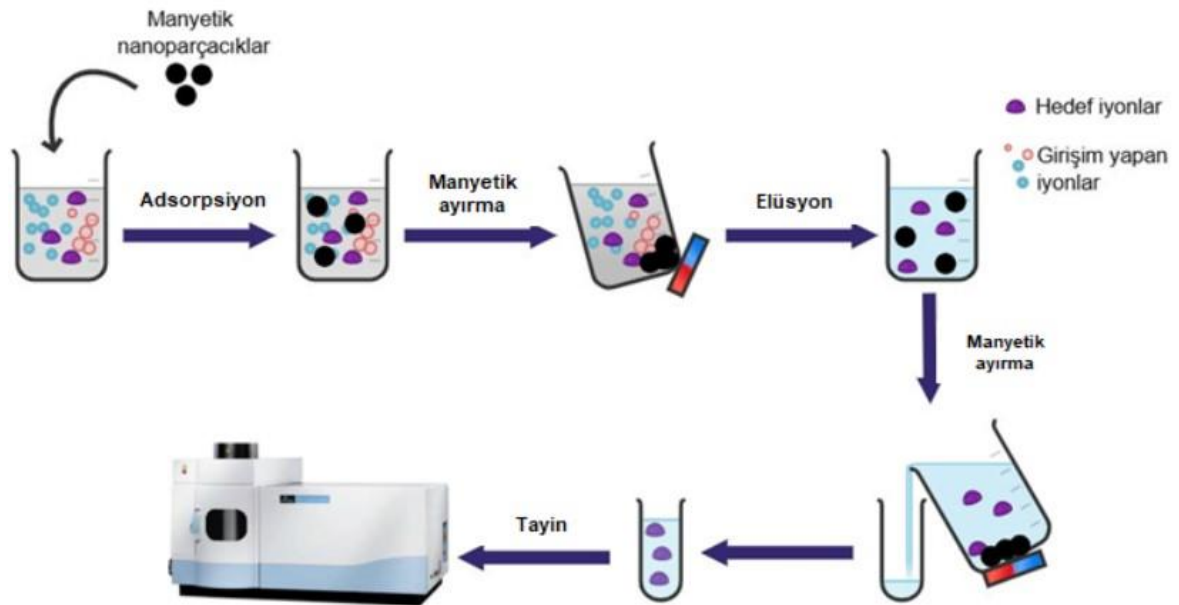 Manyetik
nanoparçacıklar
Adsorpsiyon
Manyetik
ayırma
Elüsyon
Hedef iyonlar
Girişim yapan
iyonlar
Manyetik
ayırma
Tayin